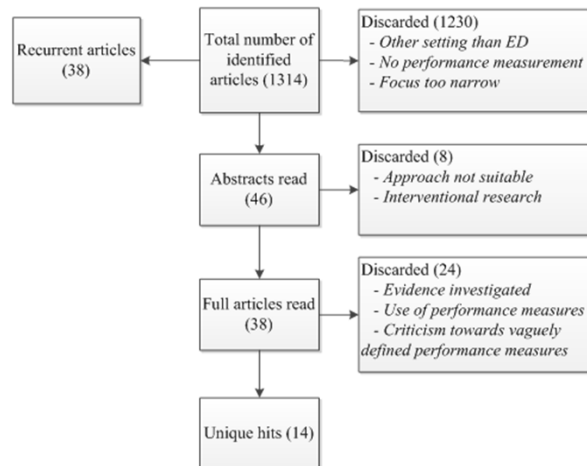 Recurrent articles
(38)
Total number of
identified
articles (1314)
Discarded (1230)
- Other setting than ED
- No performance measurement
- Focus too narrow
Abstracts read
(46)
Discarded (8)
- Approach not suitable
- Interventional research
Full articles read
(38)
Discarded (24)
- Evidence investigated
- Use of performance measures
- Criticism towards vaguely
defined performance measures
Unique hits (14)